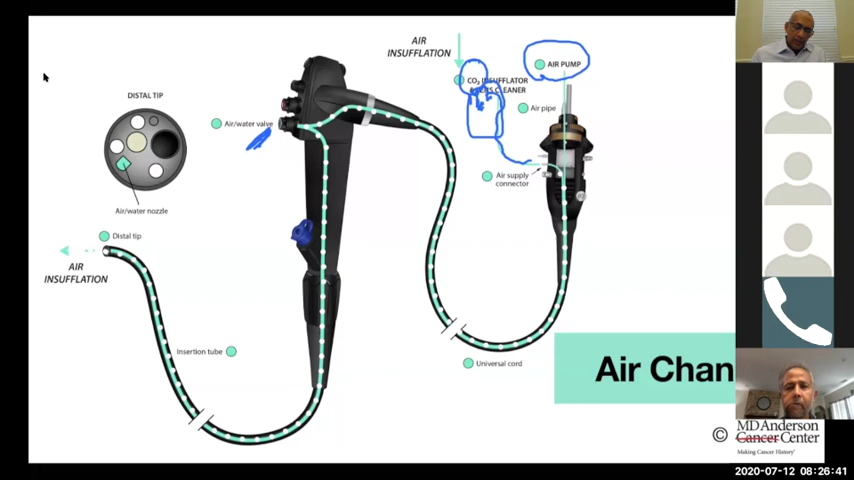 AIR
INSUFFLATION
AIR PUMP
CO₂ INSUFFLATOR
CLEANER
DISTAL TIP
Air pipe
Air/water valve
Air supply
connector
Air/water nozzle
Distal tip
AIR
INSUFFLATION
Insertion tube
Universal cord
Air Chan
© MD Anderson
Cancer Center
Making Cancer History®
2020-07-12 08:26:41